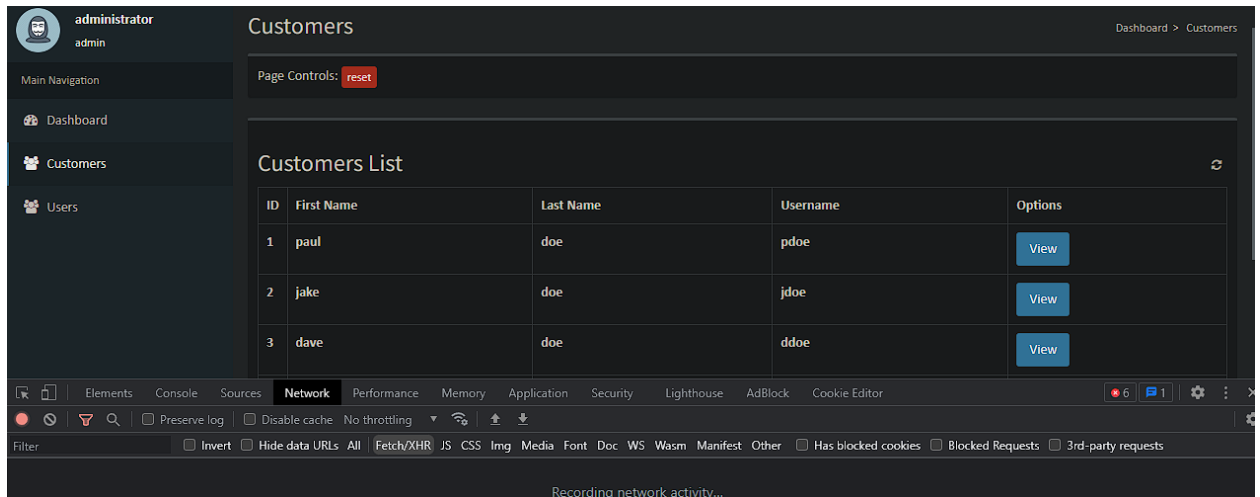 administrator
admin
Main Navigation
Dashboard
Customers
Users
Customers
Dashboard > Customers
Page Controls: reset
Customers List
ID First Name Last Name Username Options
1 paul doe pdoe View
2 jake doe jdoe View
3 dave doe ddoe View
Elements Console Sources Network Performance Memory Application Security Lighthouse AdBlock Cookie Editor 6 1
Preserve log Disable cache No throttling
Filter Invert Hide data URLs All Fetch/XHR JS CSS Img Media Font Doc WS Wasm Manifest Other Has blocked cookies Blocked Requests 3rd-party requests
Recording network activity...